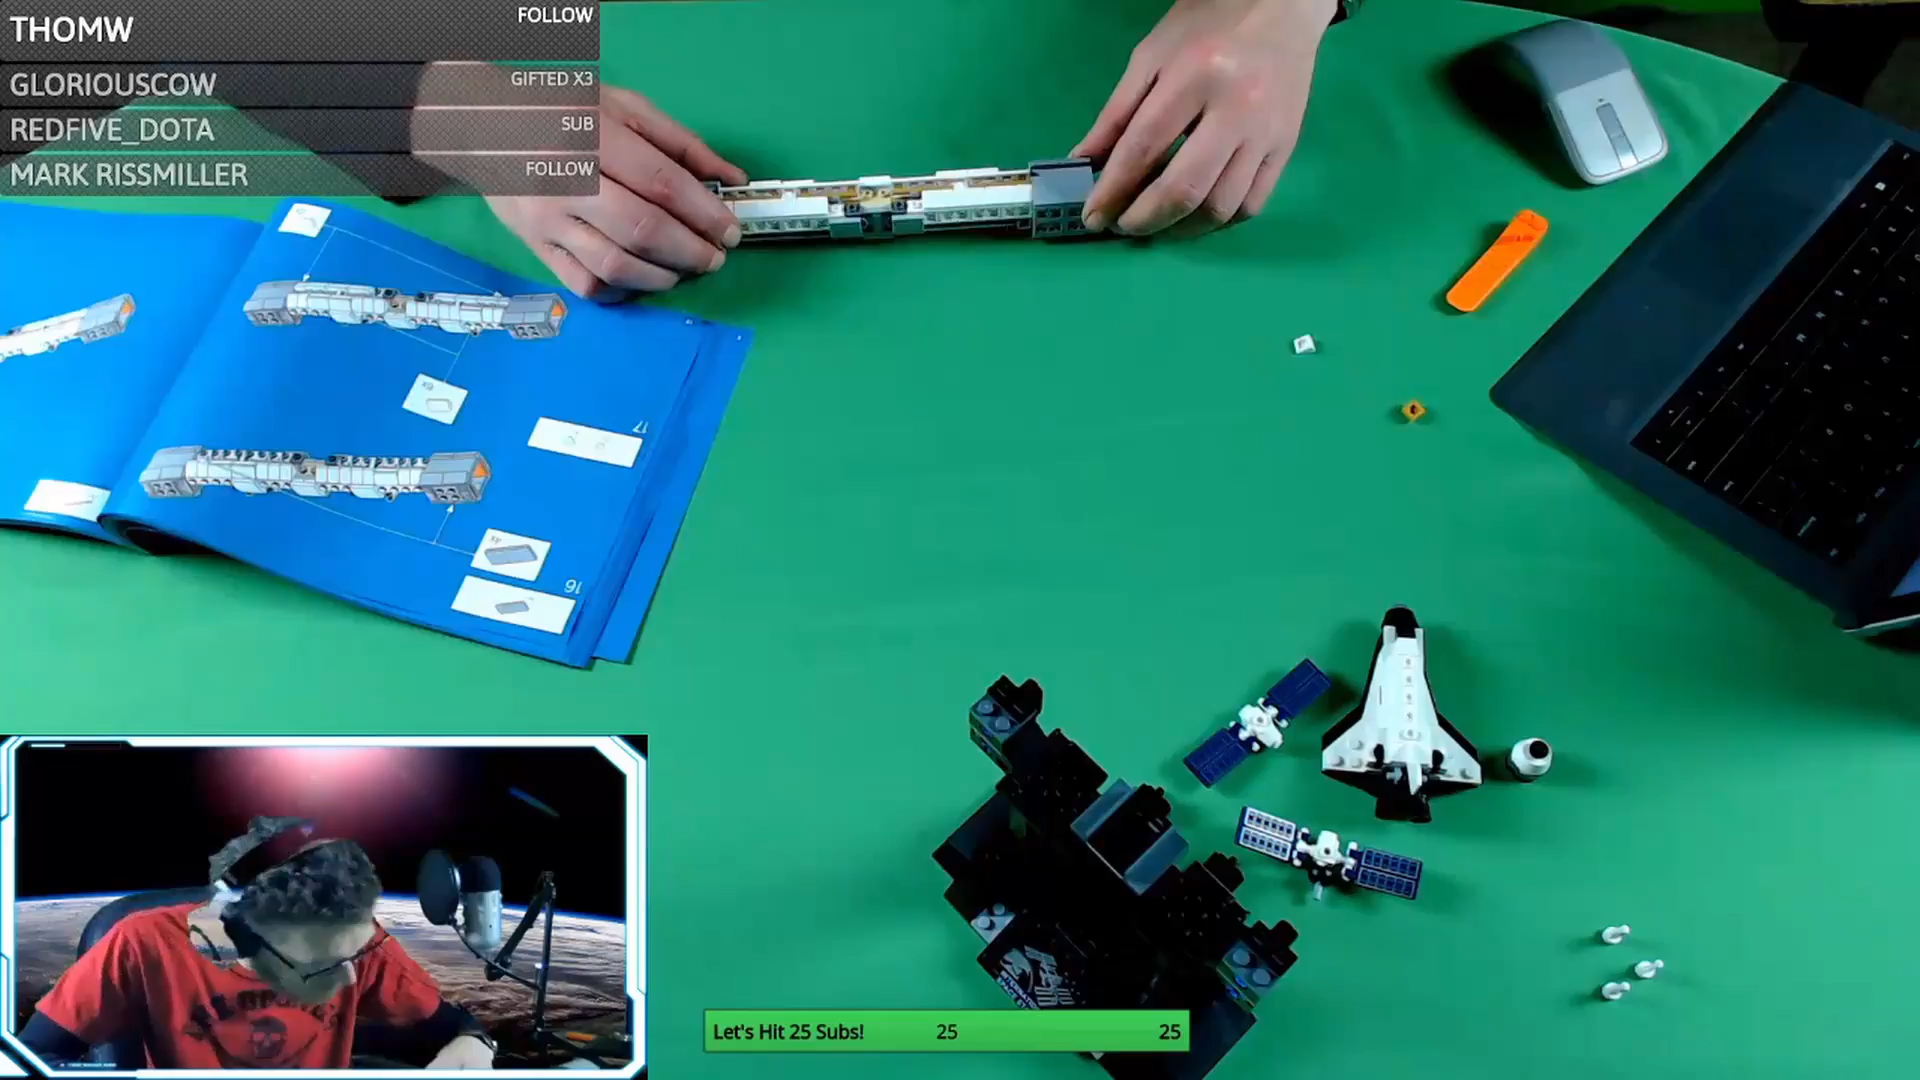 THOMW FOLLOW
GLORIOUSCOW GIFTED X3
REDFIVE_DOTA SUB
MARK RISSMILLER FOLLOW
17
16
Let's Hit 25 Subs! 25 25